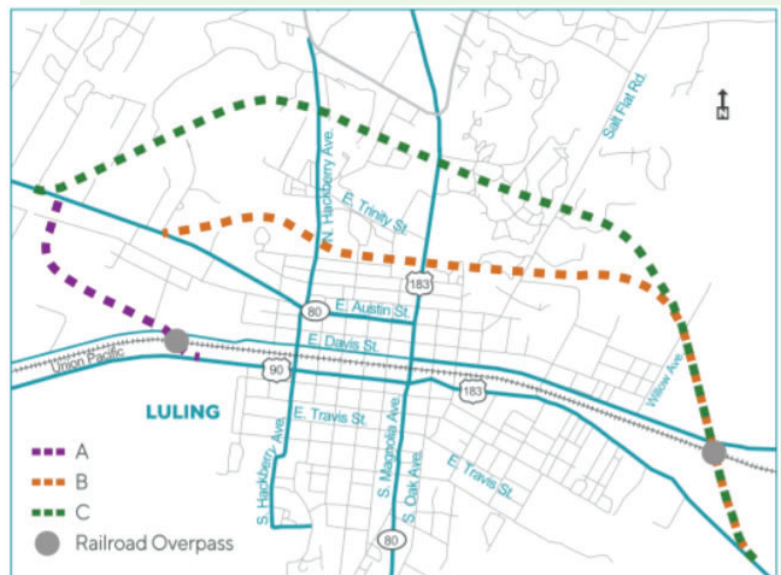 Salt Flat Rd.
N
N. Hackberry Ave.
E. Trinity St.
183
80
E. Austin St.
E. Davis St.
Union Pacific
90
183
Willow Ave.
LULING
E. Travis St.
S. Hackberry Ave.
S. Magnolia Ave.
S. Oak Ave.
E. Travis St.
80
A
B
C
Railroad Overpass